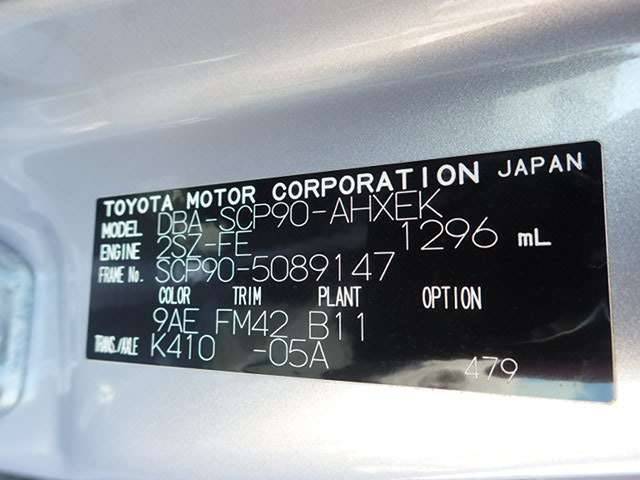 TOYOTA MOTOR CORPORATION JAPAN
MODEL DBA-SCP90-AHXEK
ENGINE 2SZ-FE 1296 mL
FRAME No. SCP90-5089147
COLOR TRIM PLANT OPTION
9AE FM42 B11
TRANS./AXLE K410 -05A
479